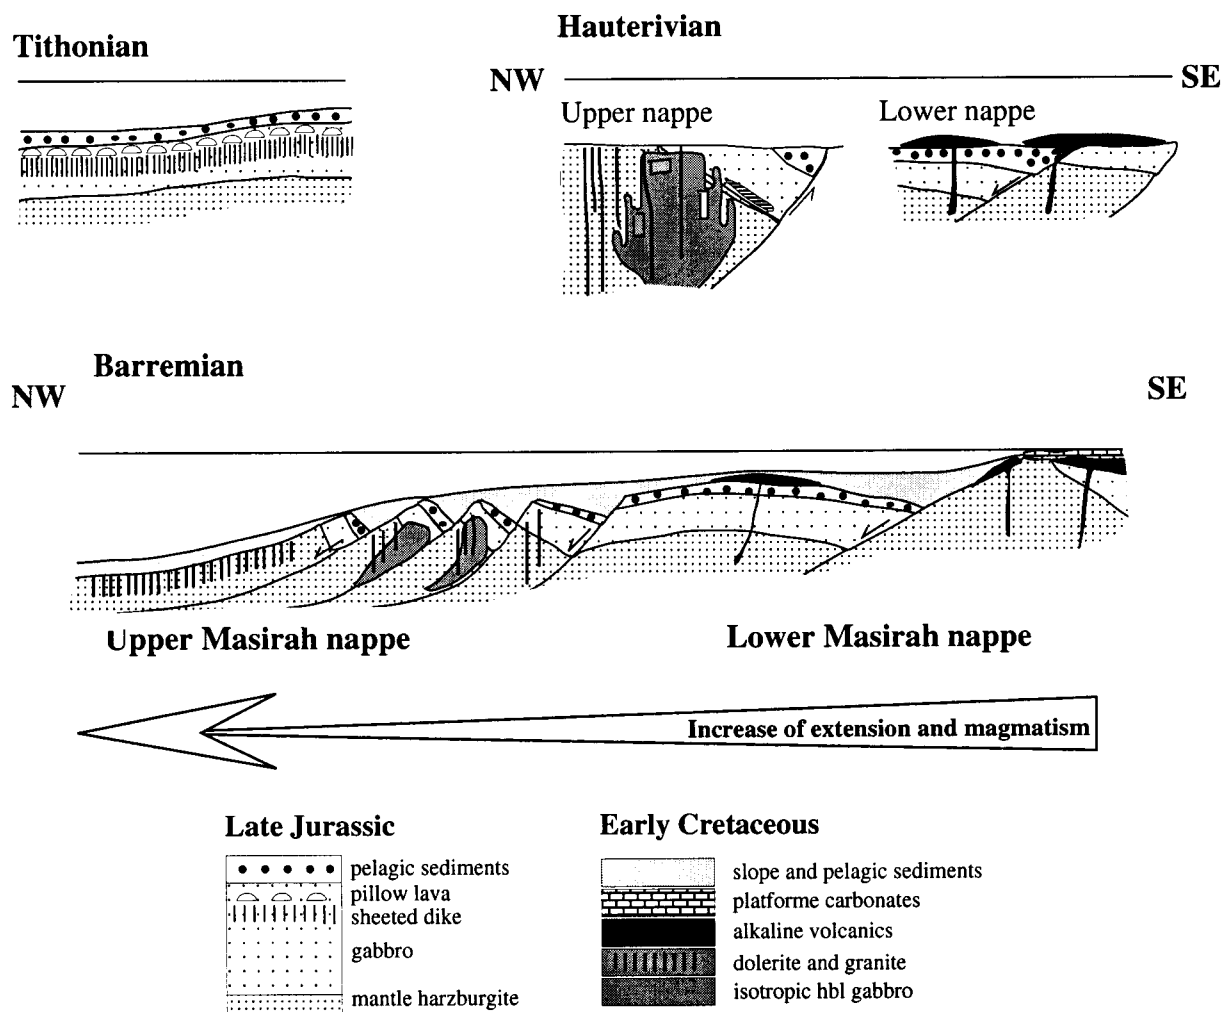 Tithonian
Hauterivian
NW
SE
Upper nappe
Lower nappe
Barremian
NW
SE
Upper Masirah nappe
Lower Masirah nappe
Increase of extension and magmatism
Late Jurassic
pelagic sediments
pillow lava
sheeted dike
gabbro
mantle harzburgite
Early Cretaceous
slope and pelagic sediments
platforme carbonates
alkaline volcanics
dolerite and granite
isotropic hbl gabbro